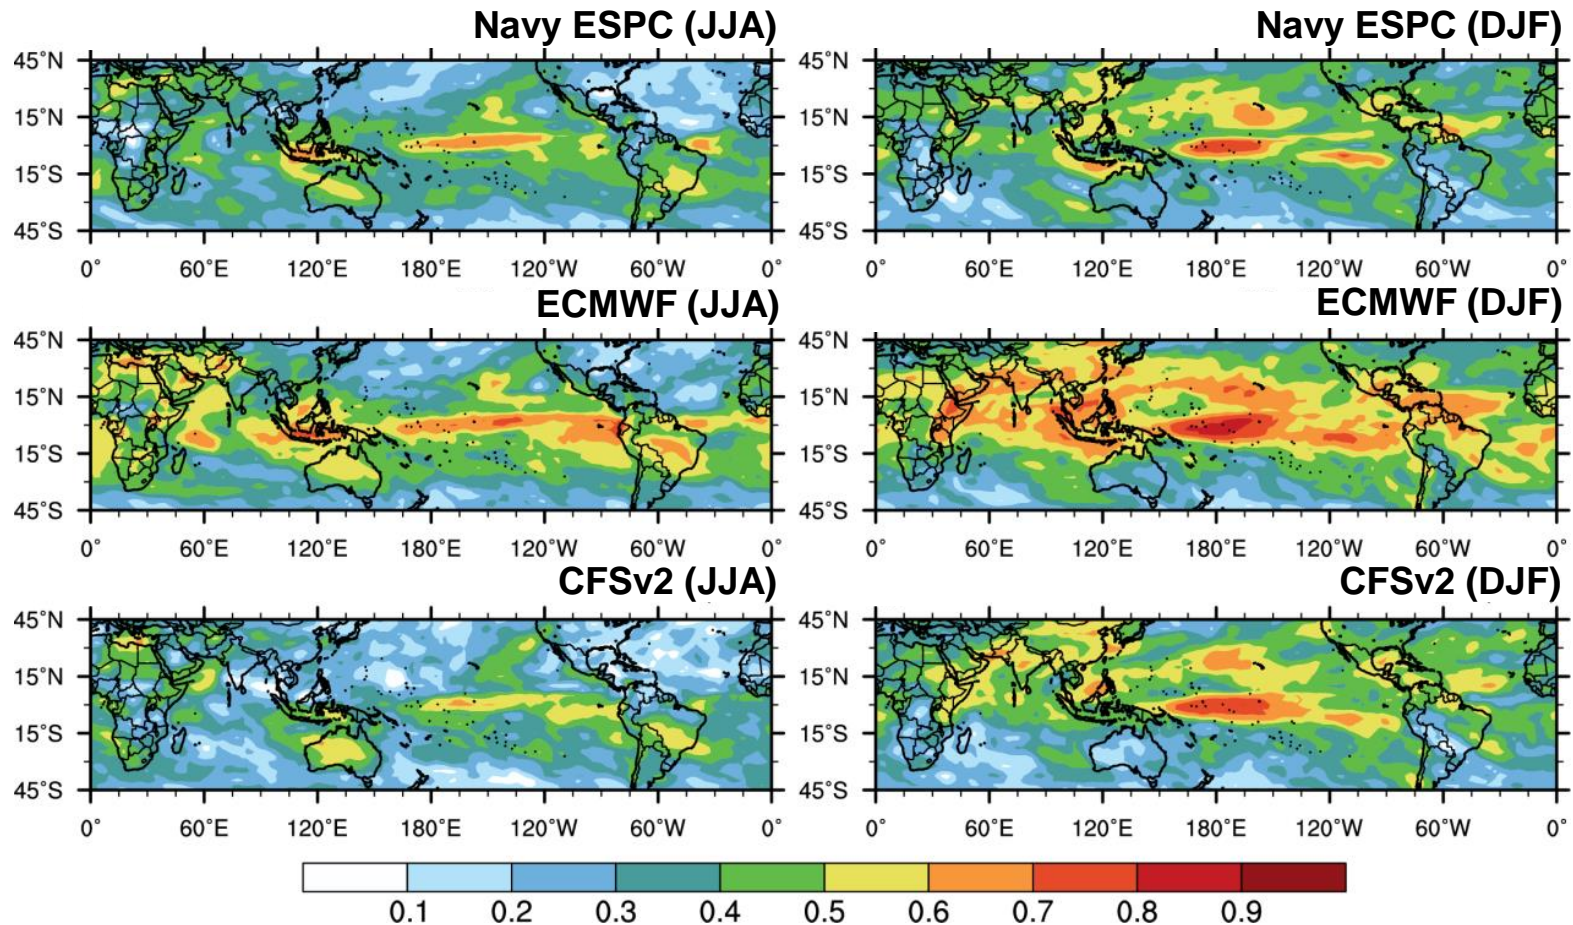 Navy ESPC (JJA)
45°N
15°N
15°S
45°S
0° 60°E 120°E 180°E 120°W 60°W 0°
Navy ESPC (DJF)
45°N
15°N
15°S
45°S
0° 60°E 120°E 180°E 120°W 60°W 0°
ECMWF (JJA)
45°N
15°N
15°S
45°S
0° 60°E 120°E 180°E 120°W 60°W 0°
ECMWF (DJF)
45°N
15°N
15°S
45°S
0° 60°E 120°E 180°E 120°W 60°W 0°
CFSv2 (JJA)
45°N
15°N
15°S
45°S
0° 60°E 120°E 180°E 120°W 60°W 0°
CFSv2 (DJF)
45°N
15°N
15°S
45°S
0° 60°E 120°E 180°E 120°W 60°W 0°
0.1 0.2 0.3 0.4 0.5 0.6 0.7 0.8 0.9